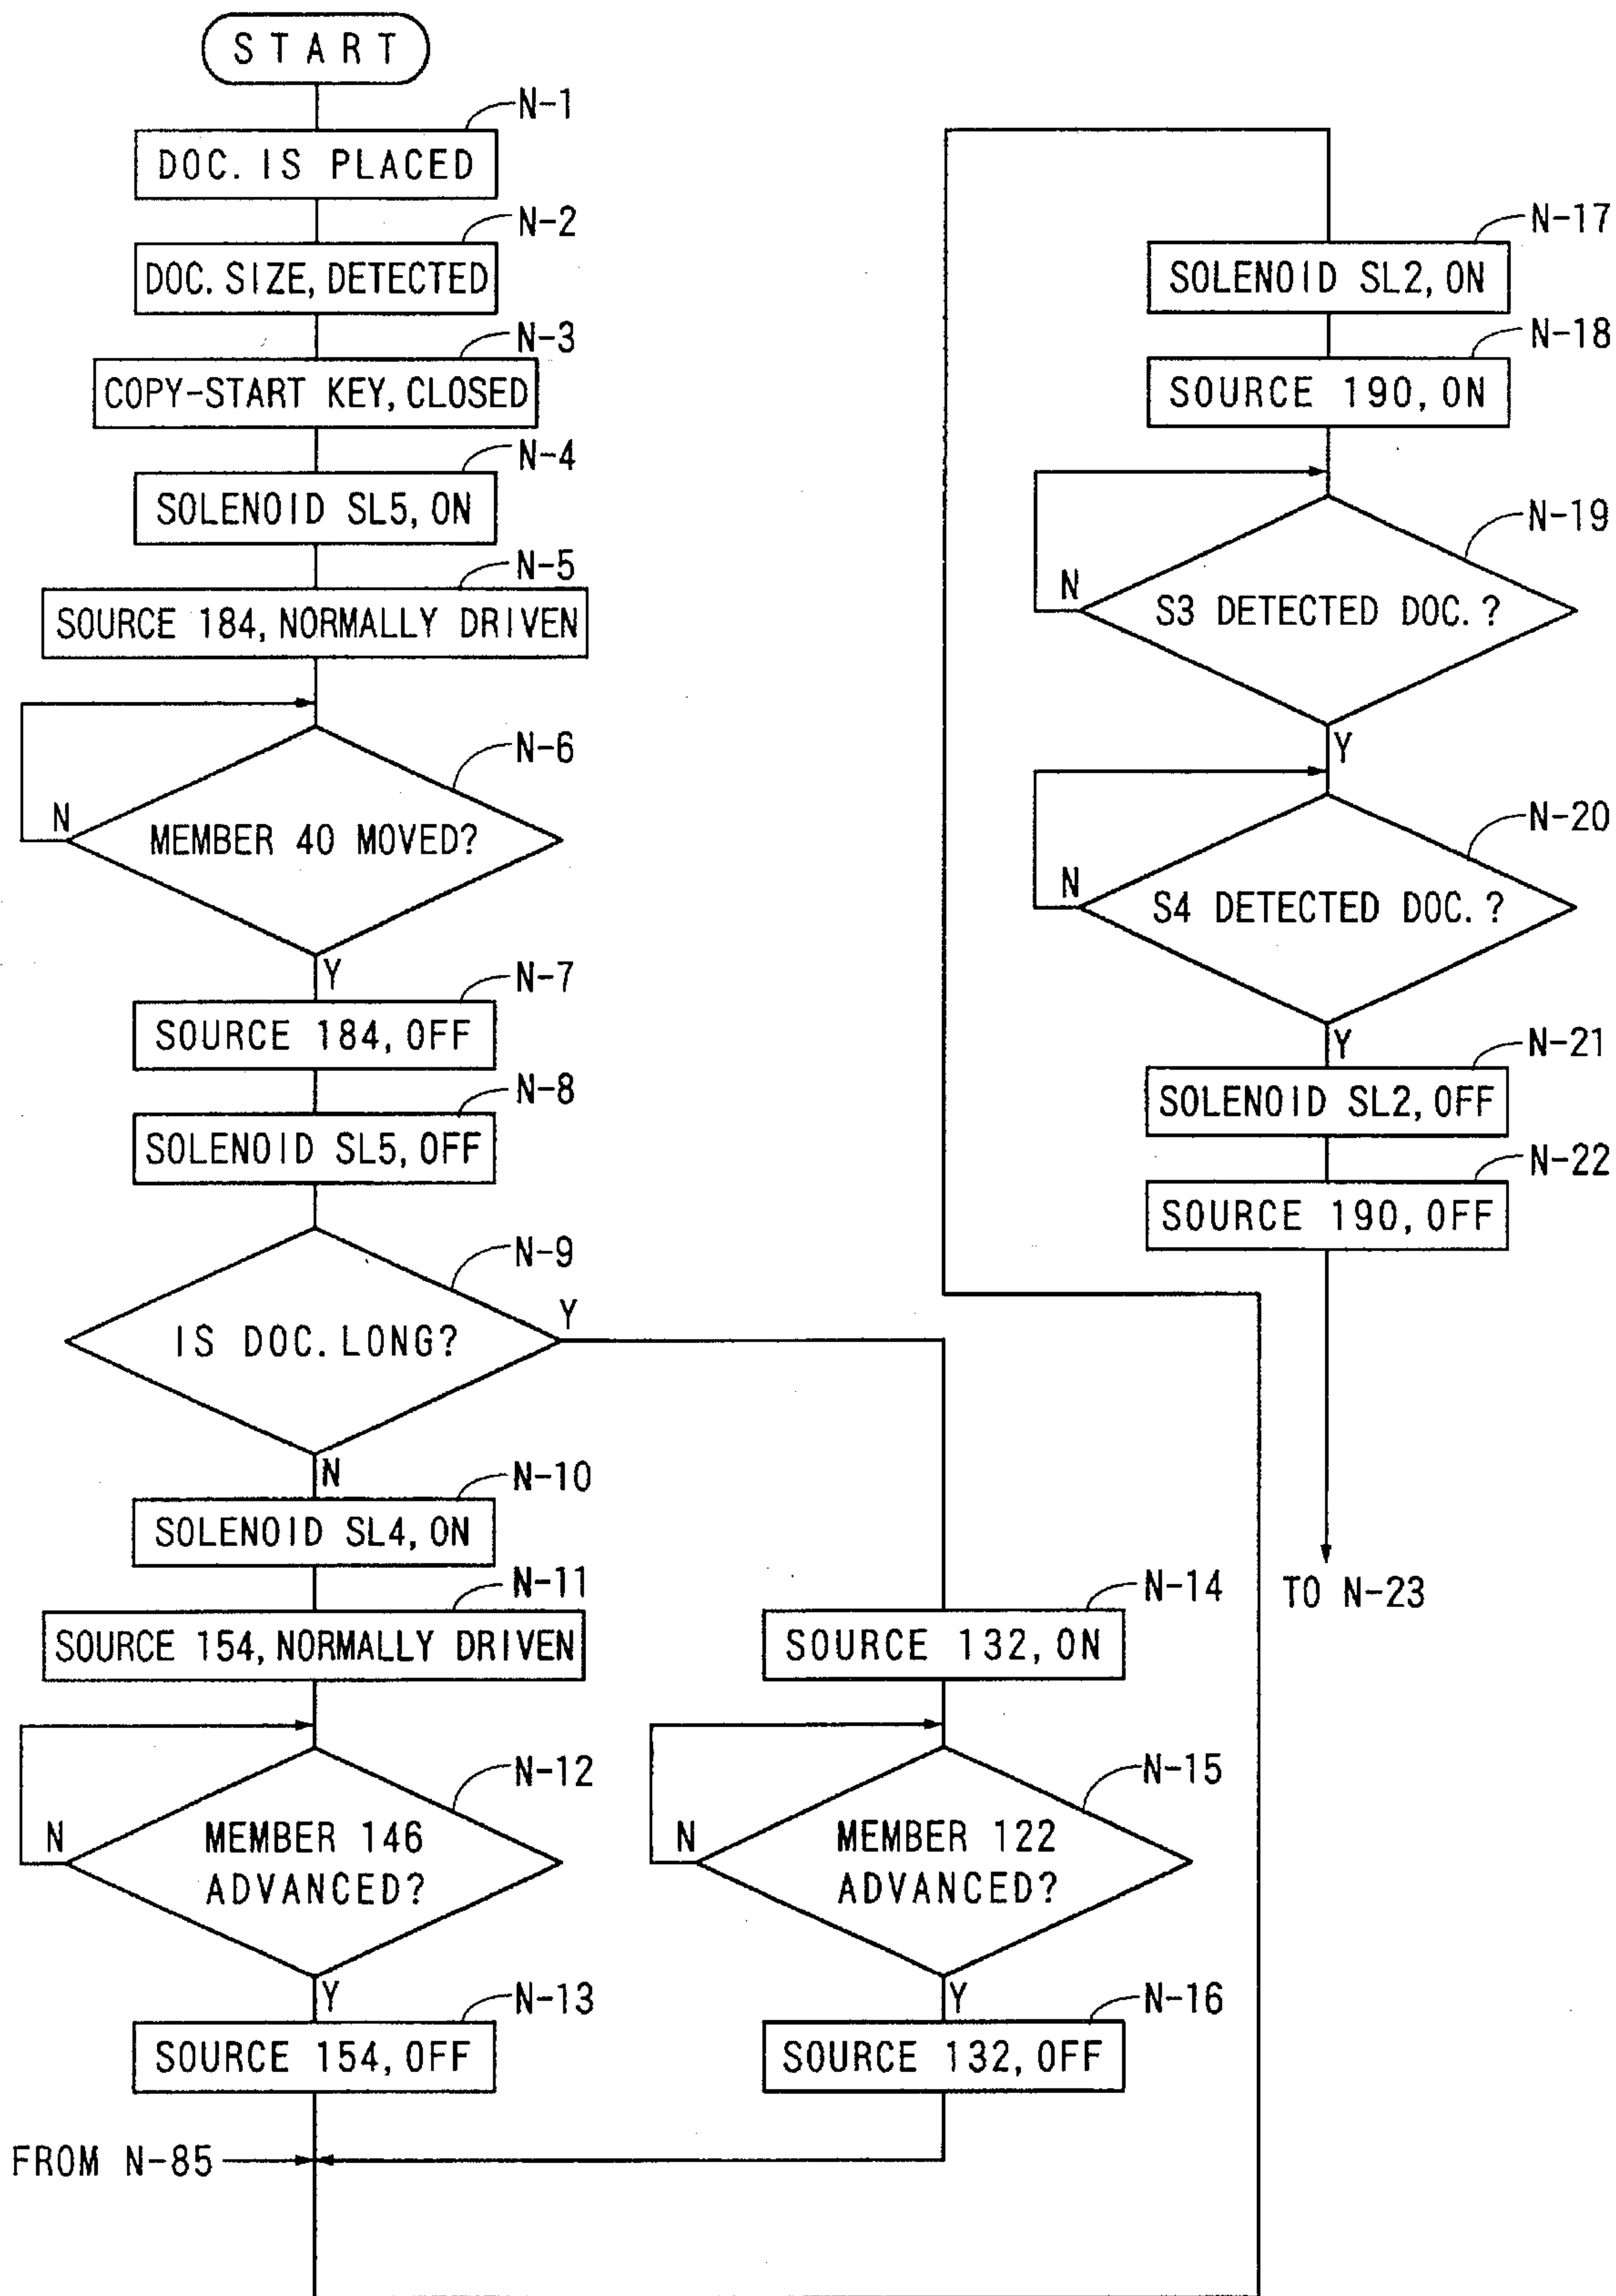 START
N-1
DOC. IS PLACED
N-2
DOC. SIZE, DETECTED
N-3
COPY-START KEY, CLOSED
N-4
SOLENOID SL5, ON
N-5
SOURCE 184, NORMALLY DRIVEN
N-6
N
MEMBER 40 MOVED?
Y
N-7
SOURCE 184, OFF
N-8
SOLENOID SL5, OFF
N-9
Y
IS DOC. LONG?
N
N-10
SOLENOID SL4, ON
N-11
SOURCE 154, NORMALLY DRIVEN
N-12
N
MEMBER 146
ADVANCED?
Y
N-13
SOURCE 154, OFF
FROM N-85
N-14
SOURCE 132, ON
N-15
N
MEMBER 122
ADVANCED?
Y
N-16
SOURCE 132, OFF
N-17
SOLENOID SL2, ON
N-18
SOURCE 190, ON
N-19
N
S3 DETECTED DOC. ?
Y
N-20
N
S4 DETECTED DOC. ?
Y
N-21
SOLENOID SL2, OFF
N-22
SOURCE 190, OFF
TO N-23